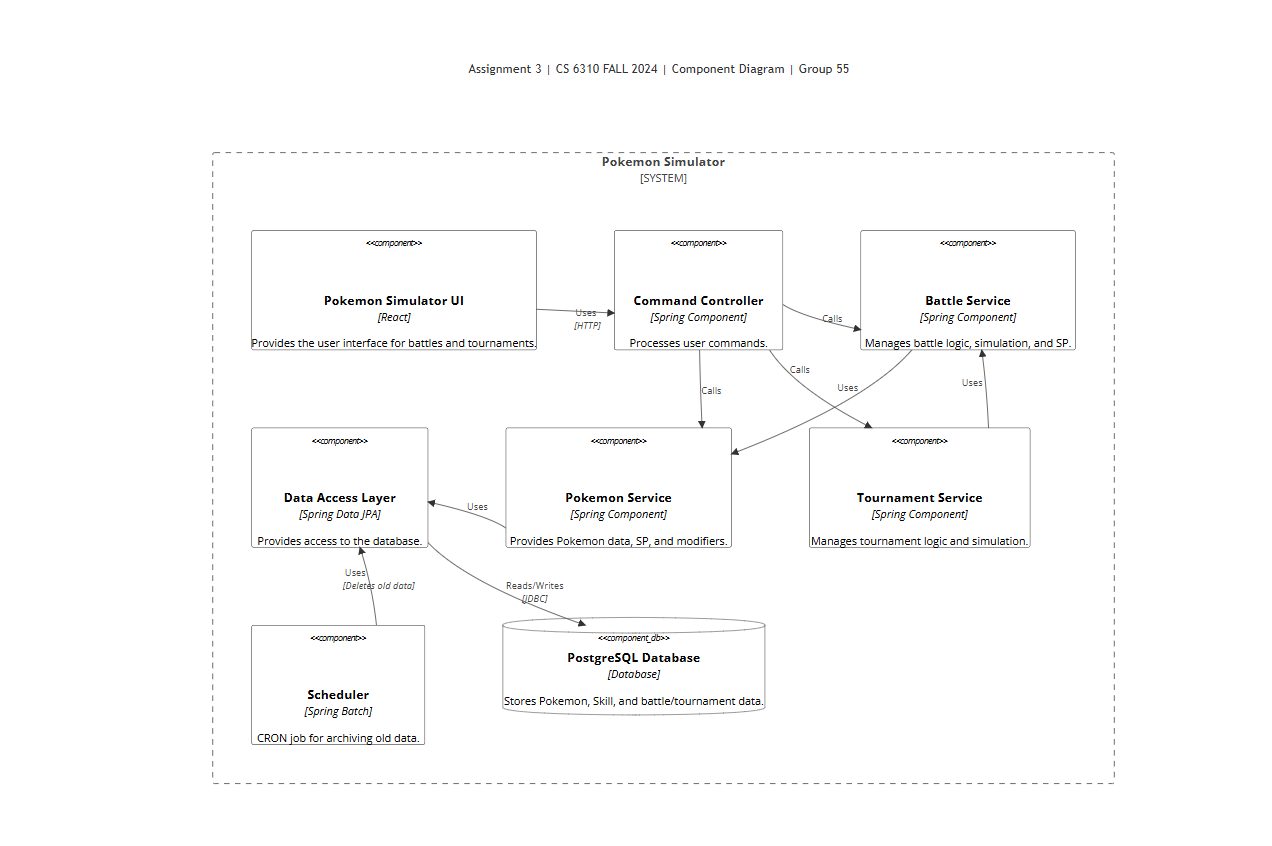 Assignment 3 | CS 6310 FALL 2024 | Component Diagram | Group 55
Pokemon Simulator
[SYSTEM]
<<component>>
Pokemon Simulator UI
[React]
Provides the user interface for battles and tournaments.
Uses
[HTTP]
<<component>>
Command Controller
[Spring Component]
Processes user commands.
Calls
<<component>>
Battle Service
[Spring Component]
Manages battle logic, simulation, and SP.
Calls
Calls
Uses
Uses
<<component>>
Data Access Layer
[Spring Data JPA]
Provides access to the database.
Uses
<<component>>
Pokemon Service
[Spring Component]
Provides Pokemon data, SP, and modifiers.
<<component>>
Tournament Service
[Spring Component]
Manages tournament logic and simulation.
Uses
[Deletes old data]
Reads/Writes
[JDBC]
<<component>>
Scheduler
[Spring Batch]
CRON job for archiving old data.
<<component_db>>
PostgreSQL Database
[Database]
Stores Pokemon, Skill, and battle/tournament data.